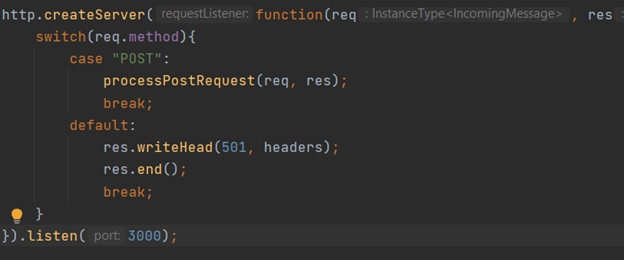 http.createServer( requestListener: function(req : InstanceType<IncomingMessage> , res :
switch(req.method){
case "POST":
processPostRequest(req, res);
break;
default:
res.writeHead(501, headers);
res.end();
break;
}
}).listen( port: 3000);